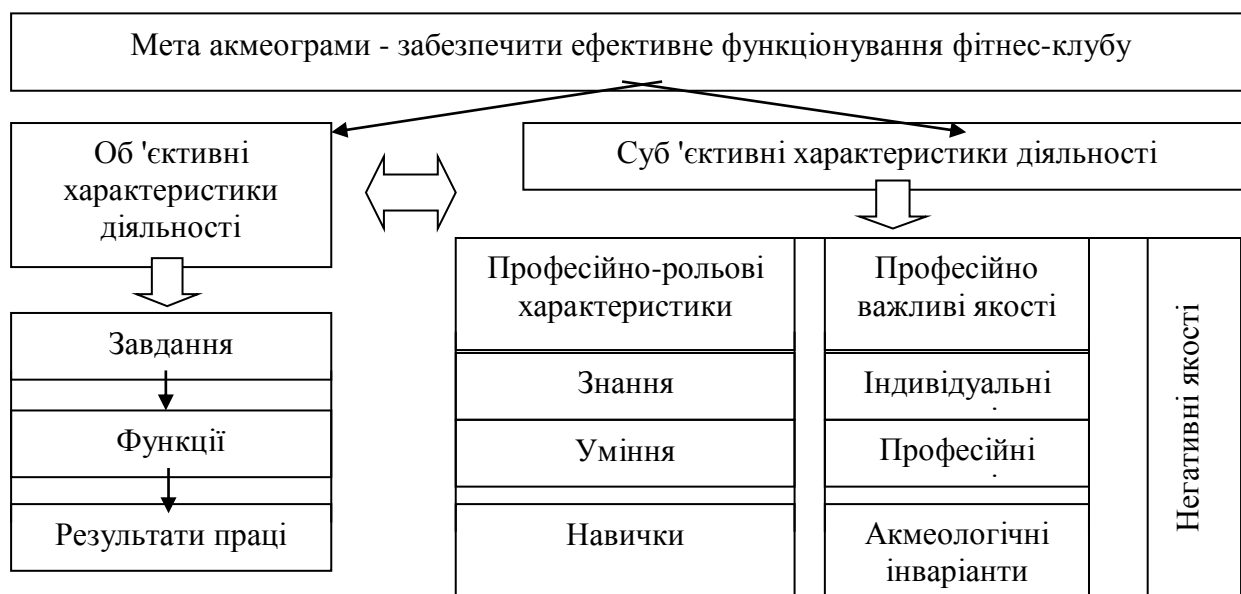 Мета акмеограми - забезпечити ефективне функціонування фітнес-клубу
Об 'єктивні
характеристики
діяльності
Суб 'єктивні характеристики діяльності
Завдання
Функції
Результати праці
Професійно-рольові
характеристики
Знання
Уміння
Навички
Професійно
важливі якості
Індивідуальні
Професійні
Акмеологічні
інваріанти
Негативні якості